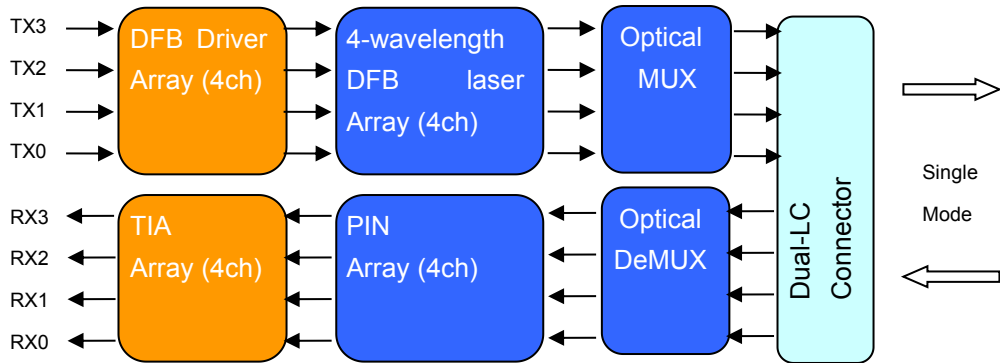 TX3
TX2
TX1
TX0
DFB Driver
Array (4ch)
4-wavelength
DFB laser
Array (4ch)
Optical
MUX
RX3
RX2
RX1
RX0
TIA
Array (4ch)
PIN
Array (4ch)
Optical
DeMUX
Dual-LC
Connector
Single
Mode